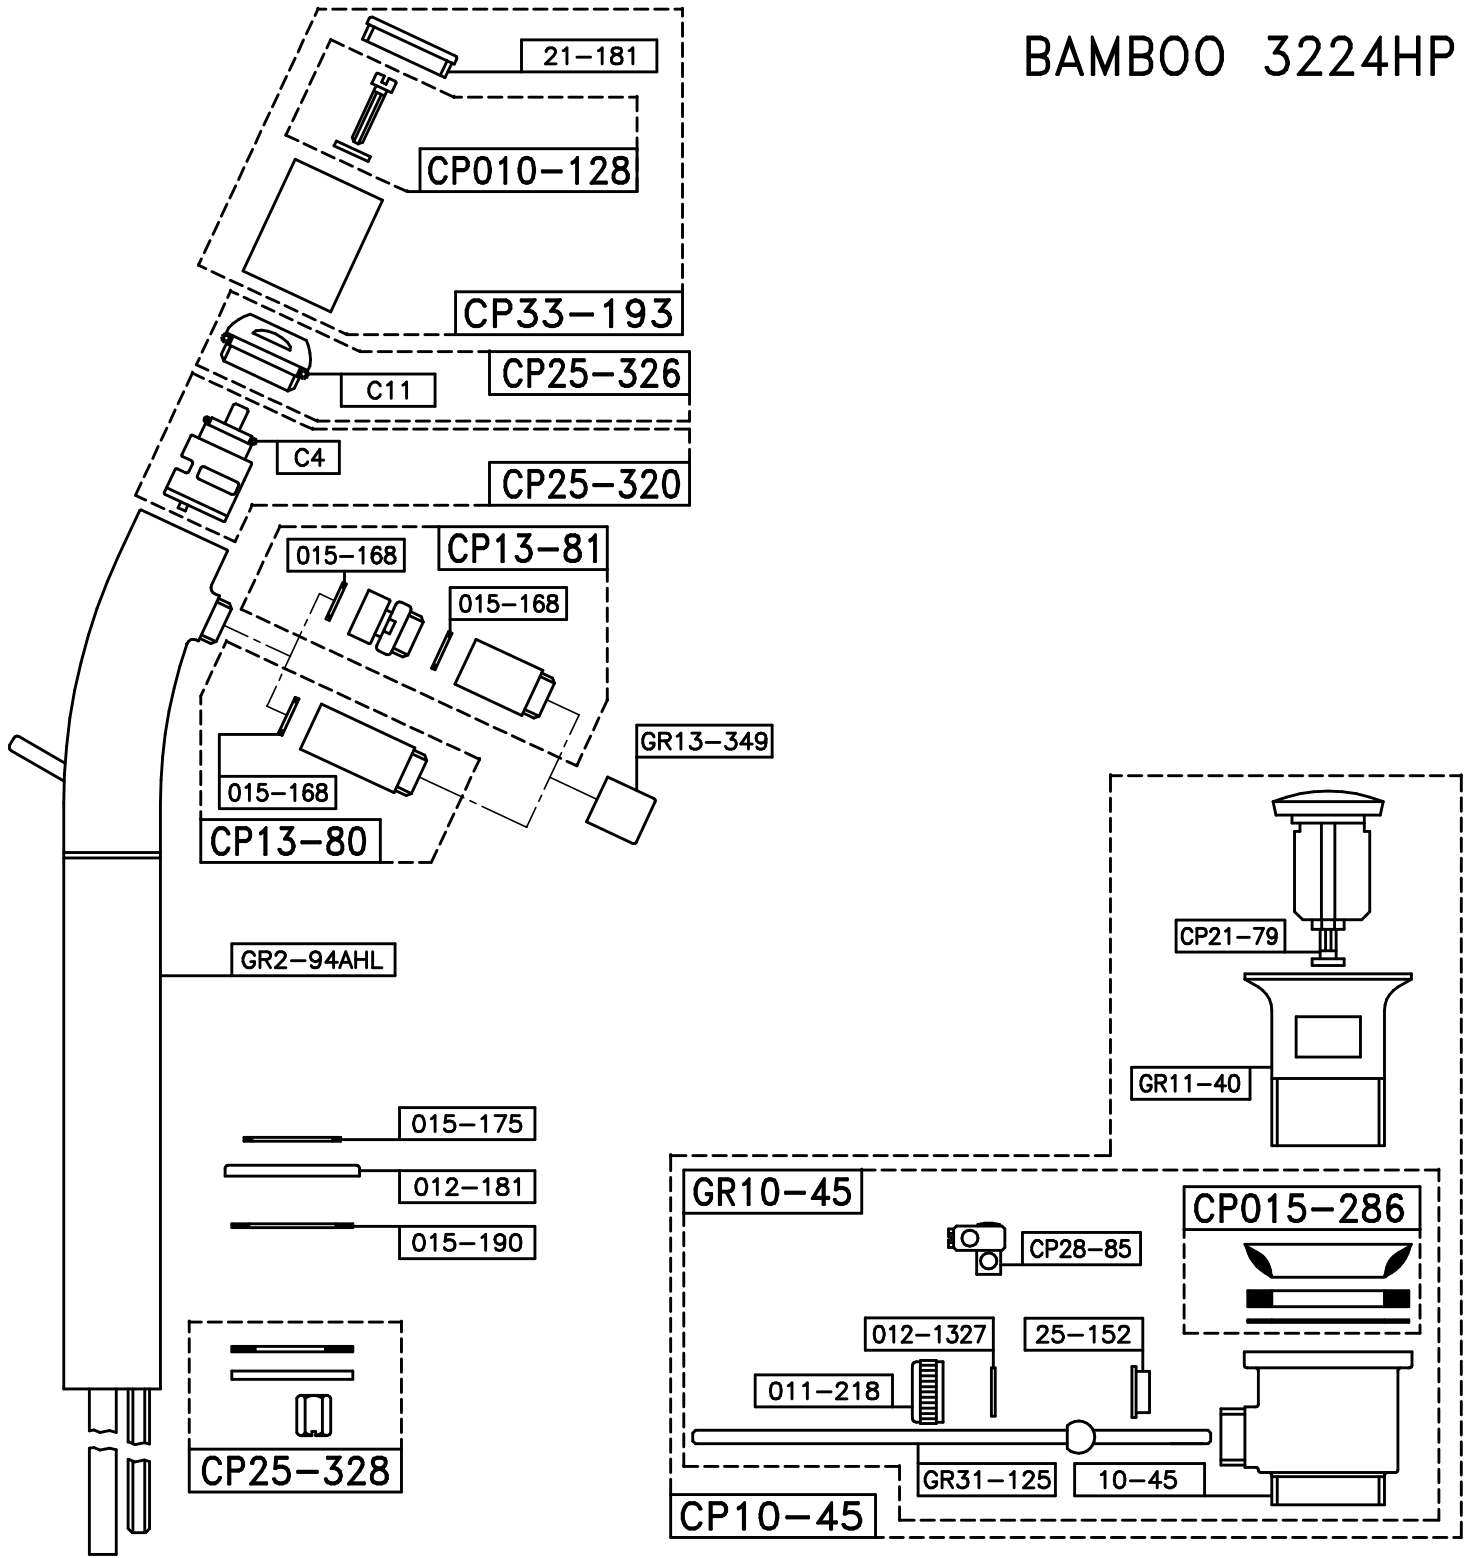 BAMBOO 3224HP
21-181
CP010-128
CP33-193
CP25-326
C11
C4
CP25-320
CP13-81
015-168
015-168
GR13-349
015-168
CP13-80
CP21-79
GR2-94AHL
GR11-40
015-175
012-181
015-190
GR10-45
CP015-286
CP28-85
012-1327
25-152
011-218
CP25-328
GR31-125
10-45
CP10-45